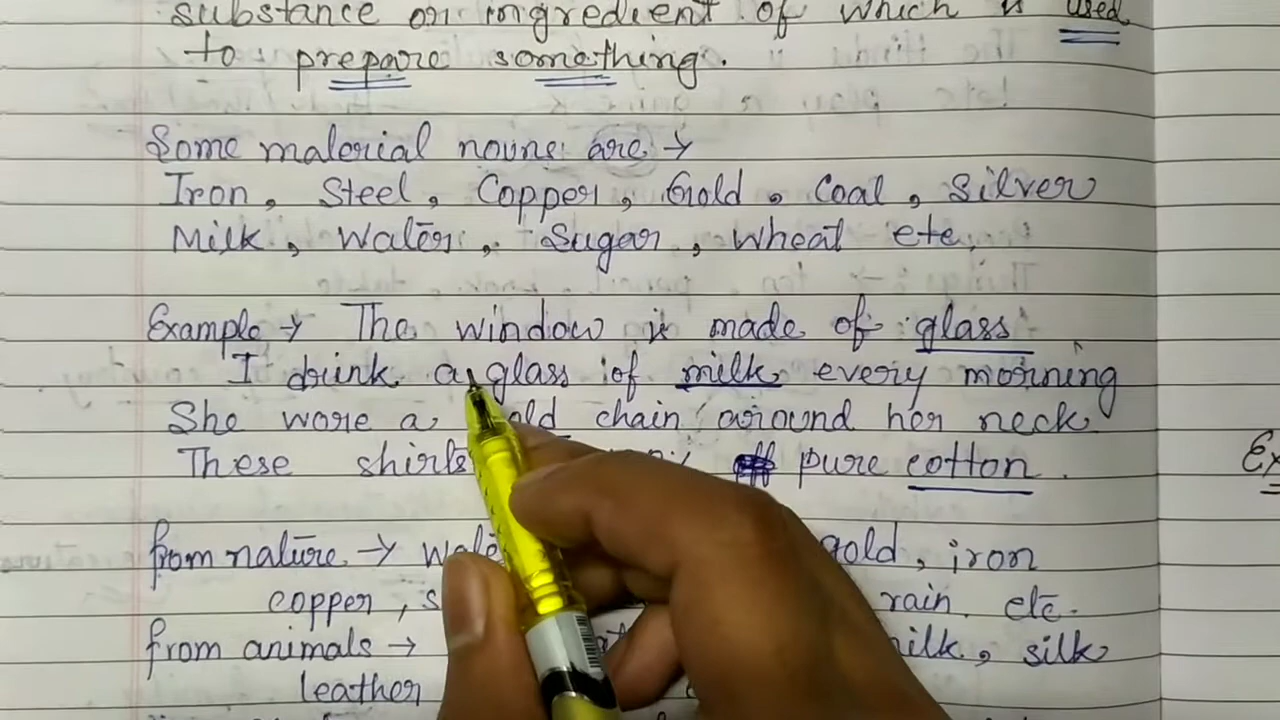 substance or ingredient of which is used
to prepare something.
Some material nouns are →
Iron, Steel, Copper, Gold, Coal, Silver
Milk, Water, Sugar, Wheat etc,
Example → The window is made of glass
I drink a glass of milk every morning
She wore a chain around her neck
These shirts pure cotton.
from nature → gold, iron
copper, rain etc.
from animals → silk
leather